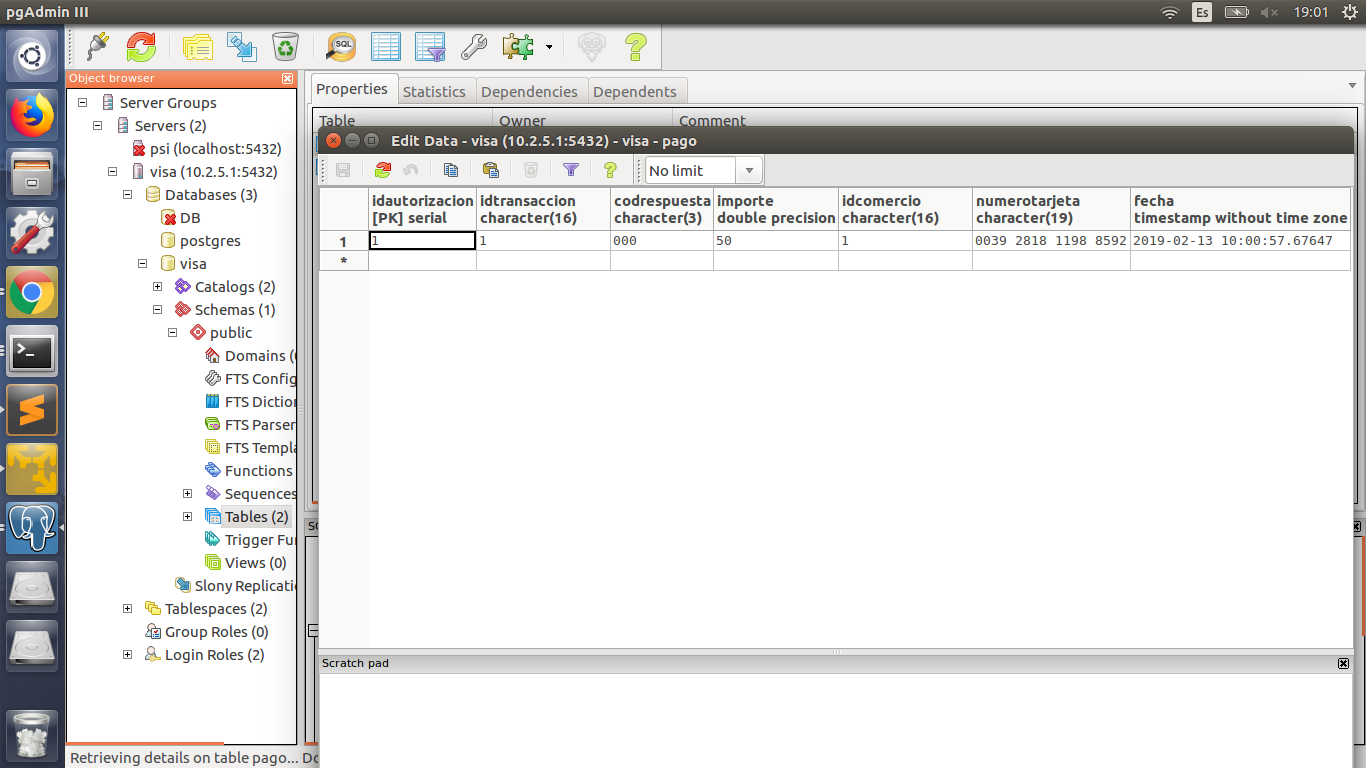 pgAdmin III
Es
19:01
SQL
Object browser
Server Groups
Servers (2)
psi (localhost:5432)
visa (10.2.5.1:5432)
Databases (3)
DB
postgres
visa
Catalogs (2)
Schemas (1)
public
Domains (
FTS Config
FTS Diction
FTS Parser
FTS Templa
Functions
Sequences
Tables (2)
Trigger Fu
Views (0)
Slony Replicati
Tablespaces (2)
Group Roles (0)
Login Roles (2)
Retrieving details on table pago... Do
Properties
Statistics
Dependencies
Dependents
Table Owner Comment
Edit Data - visa (10.2.5.1:5432) - visa - pago
No limit
idautorizacion idtransaccion codrespuesta importe idcomercio numerotarjeta fecha
[PK] serial character(16) character(3) double precision character(16) character(19) timestamp without time zone
1 1 1 000 50 1 0039 2818 1198 8592 2019-02-13 10:00:57.67647
*
Scratch pad